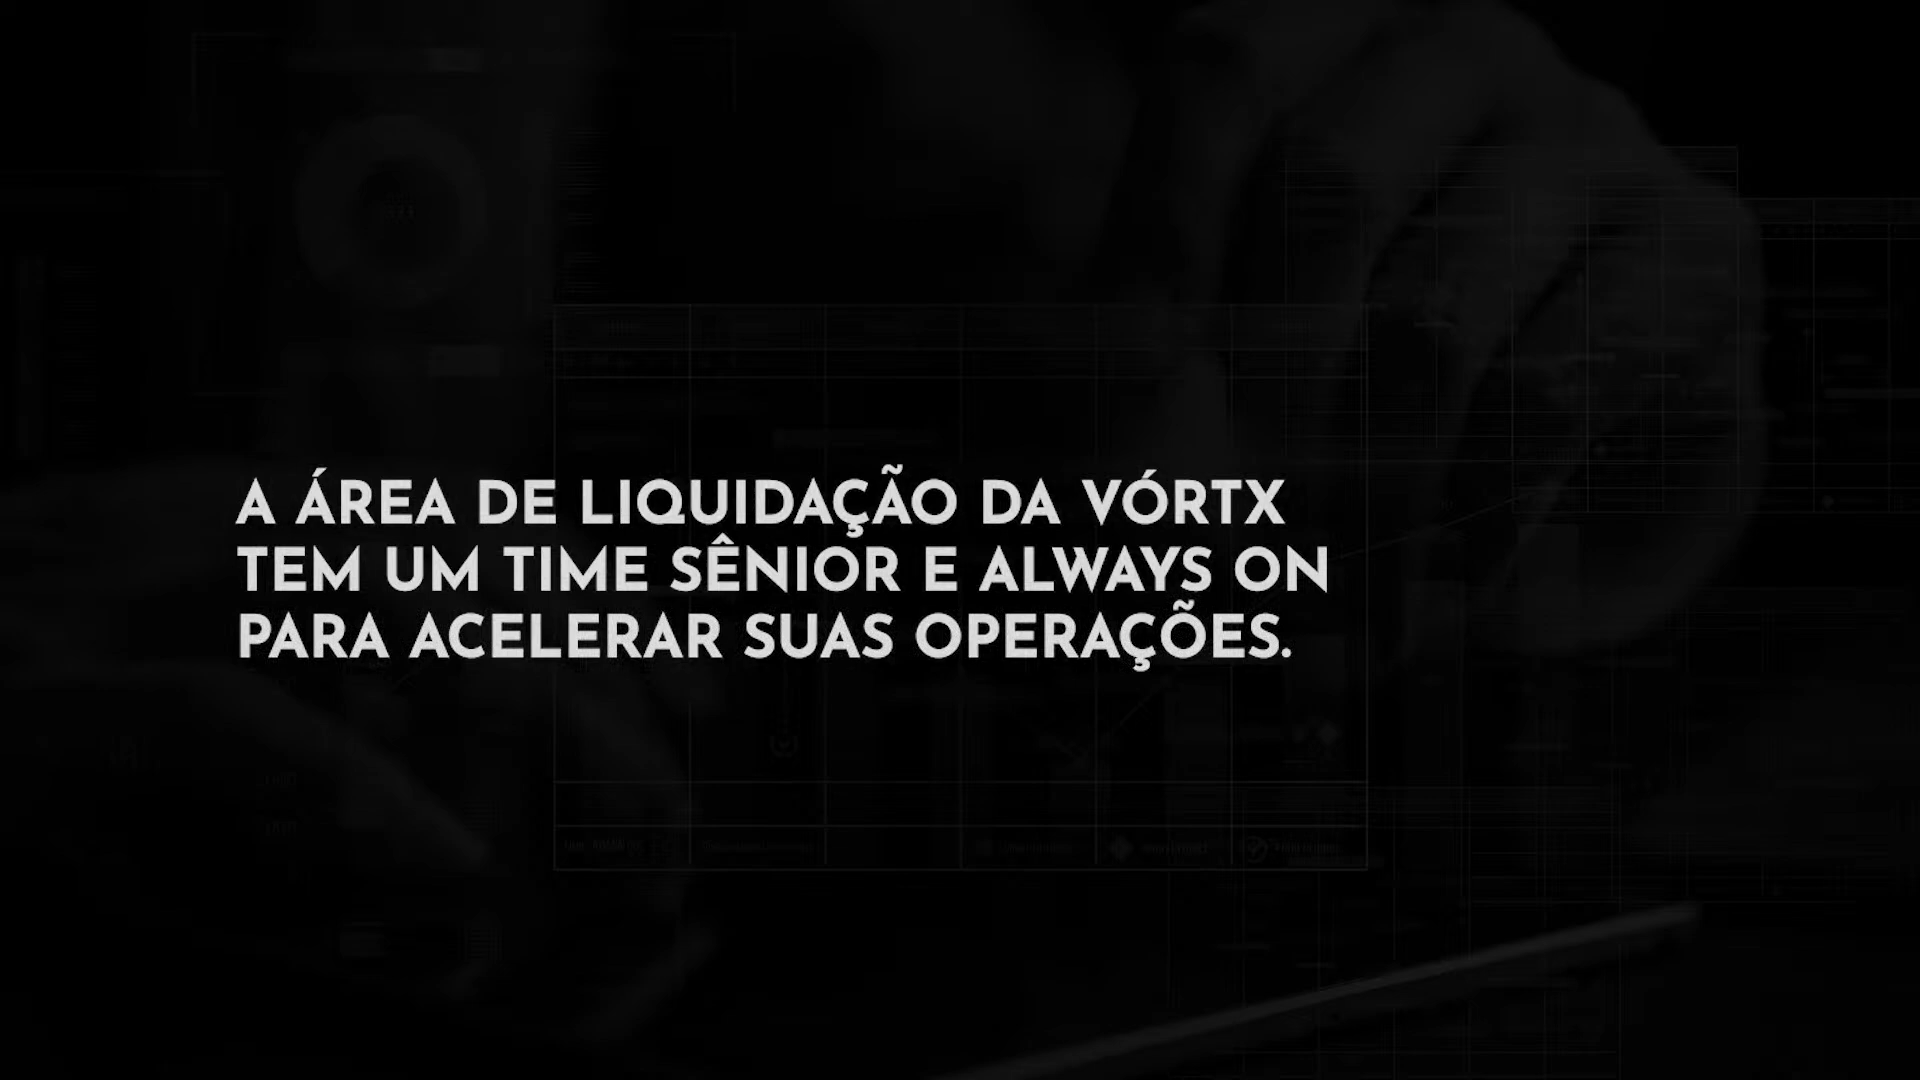 A ÁREA DE LIQUIDAÇÃO DA VÓRTX
TEM UM TIME SÊNIOR E ALWAYS ON
PARA ACELERAR SUAS OPERAÇÕES.